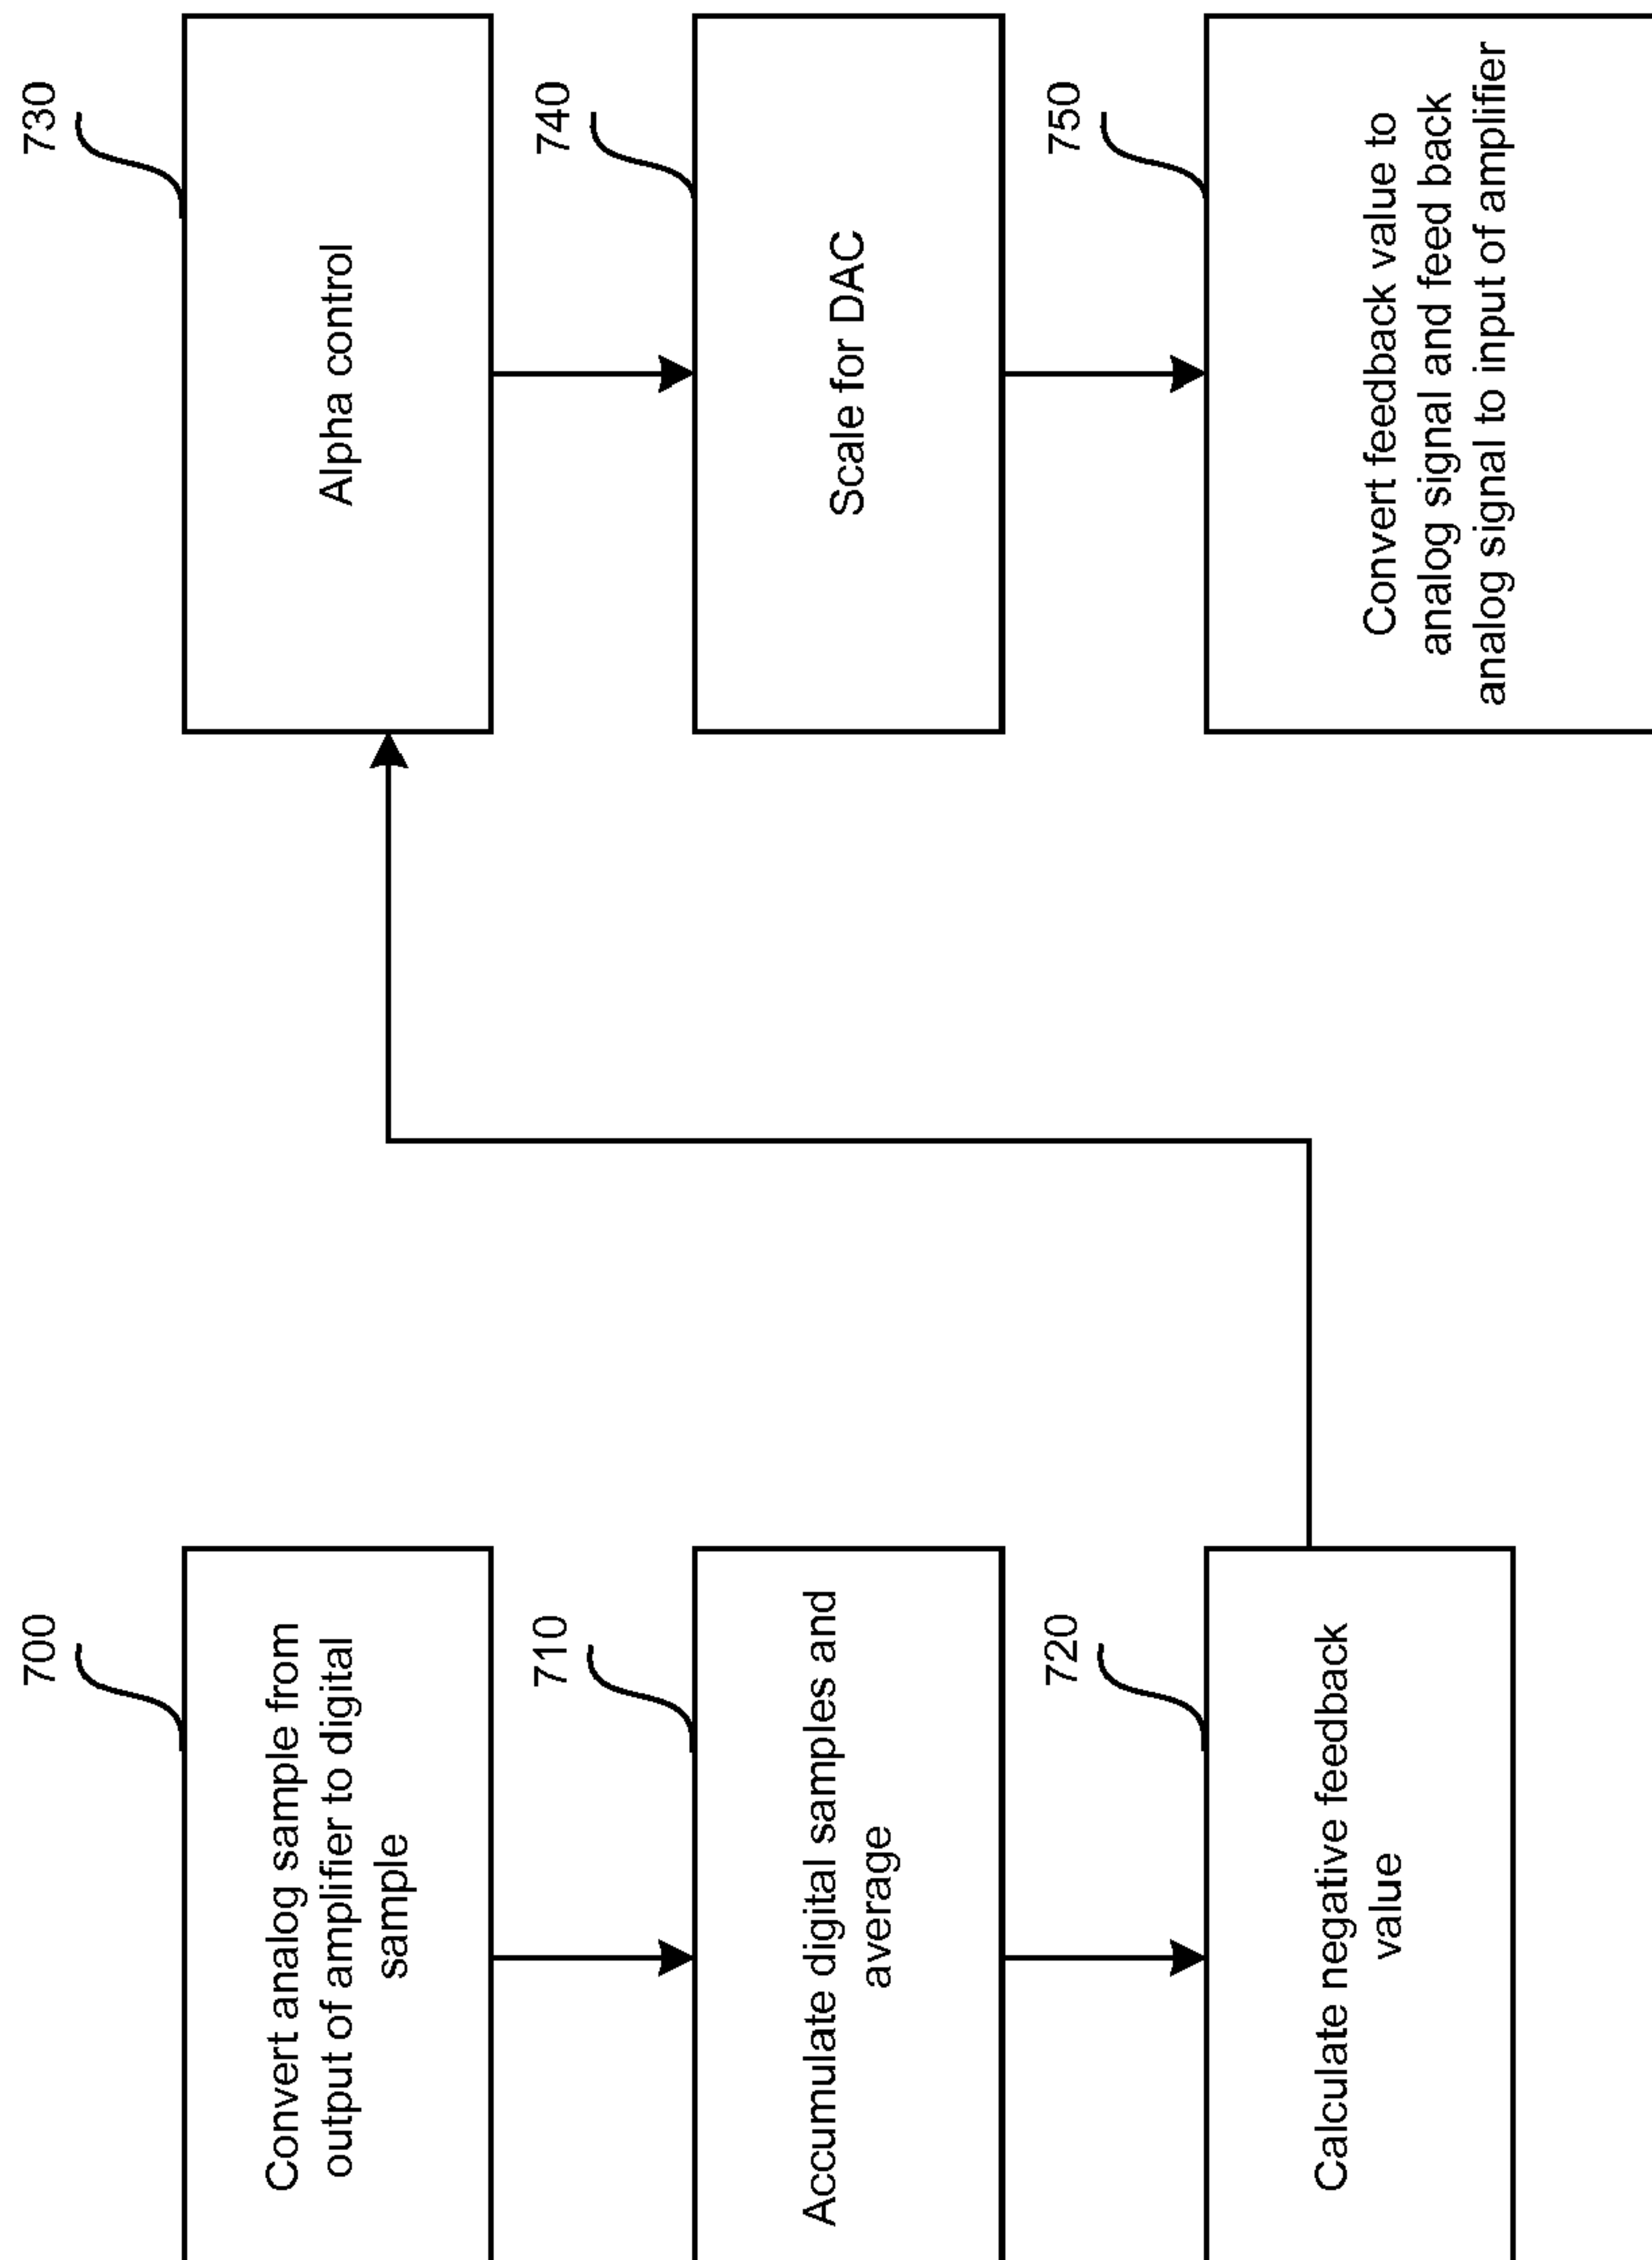 700
Convert analog sample from
output of amplifier to digital
sample
710
Accumulate digital samples and
average
720
Calculate negative feedback
value
730
Alpha control
740
Scale for DAC
750
Convert feedback value to
analog signal and feed back
analog signal to input of amplifier